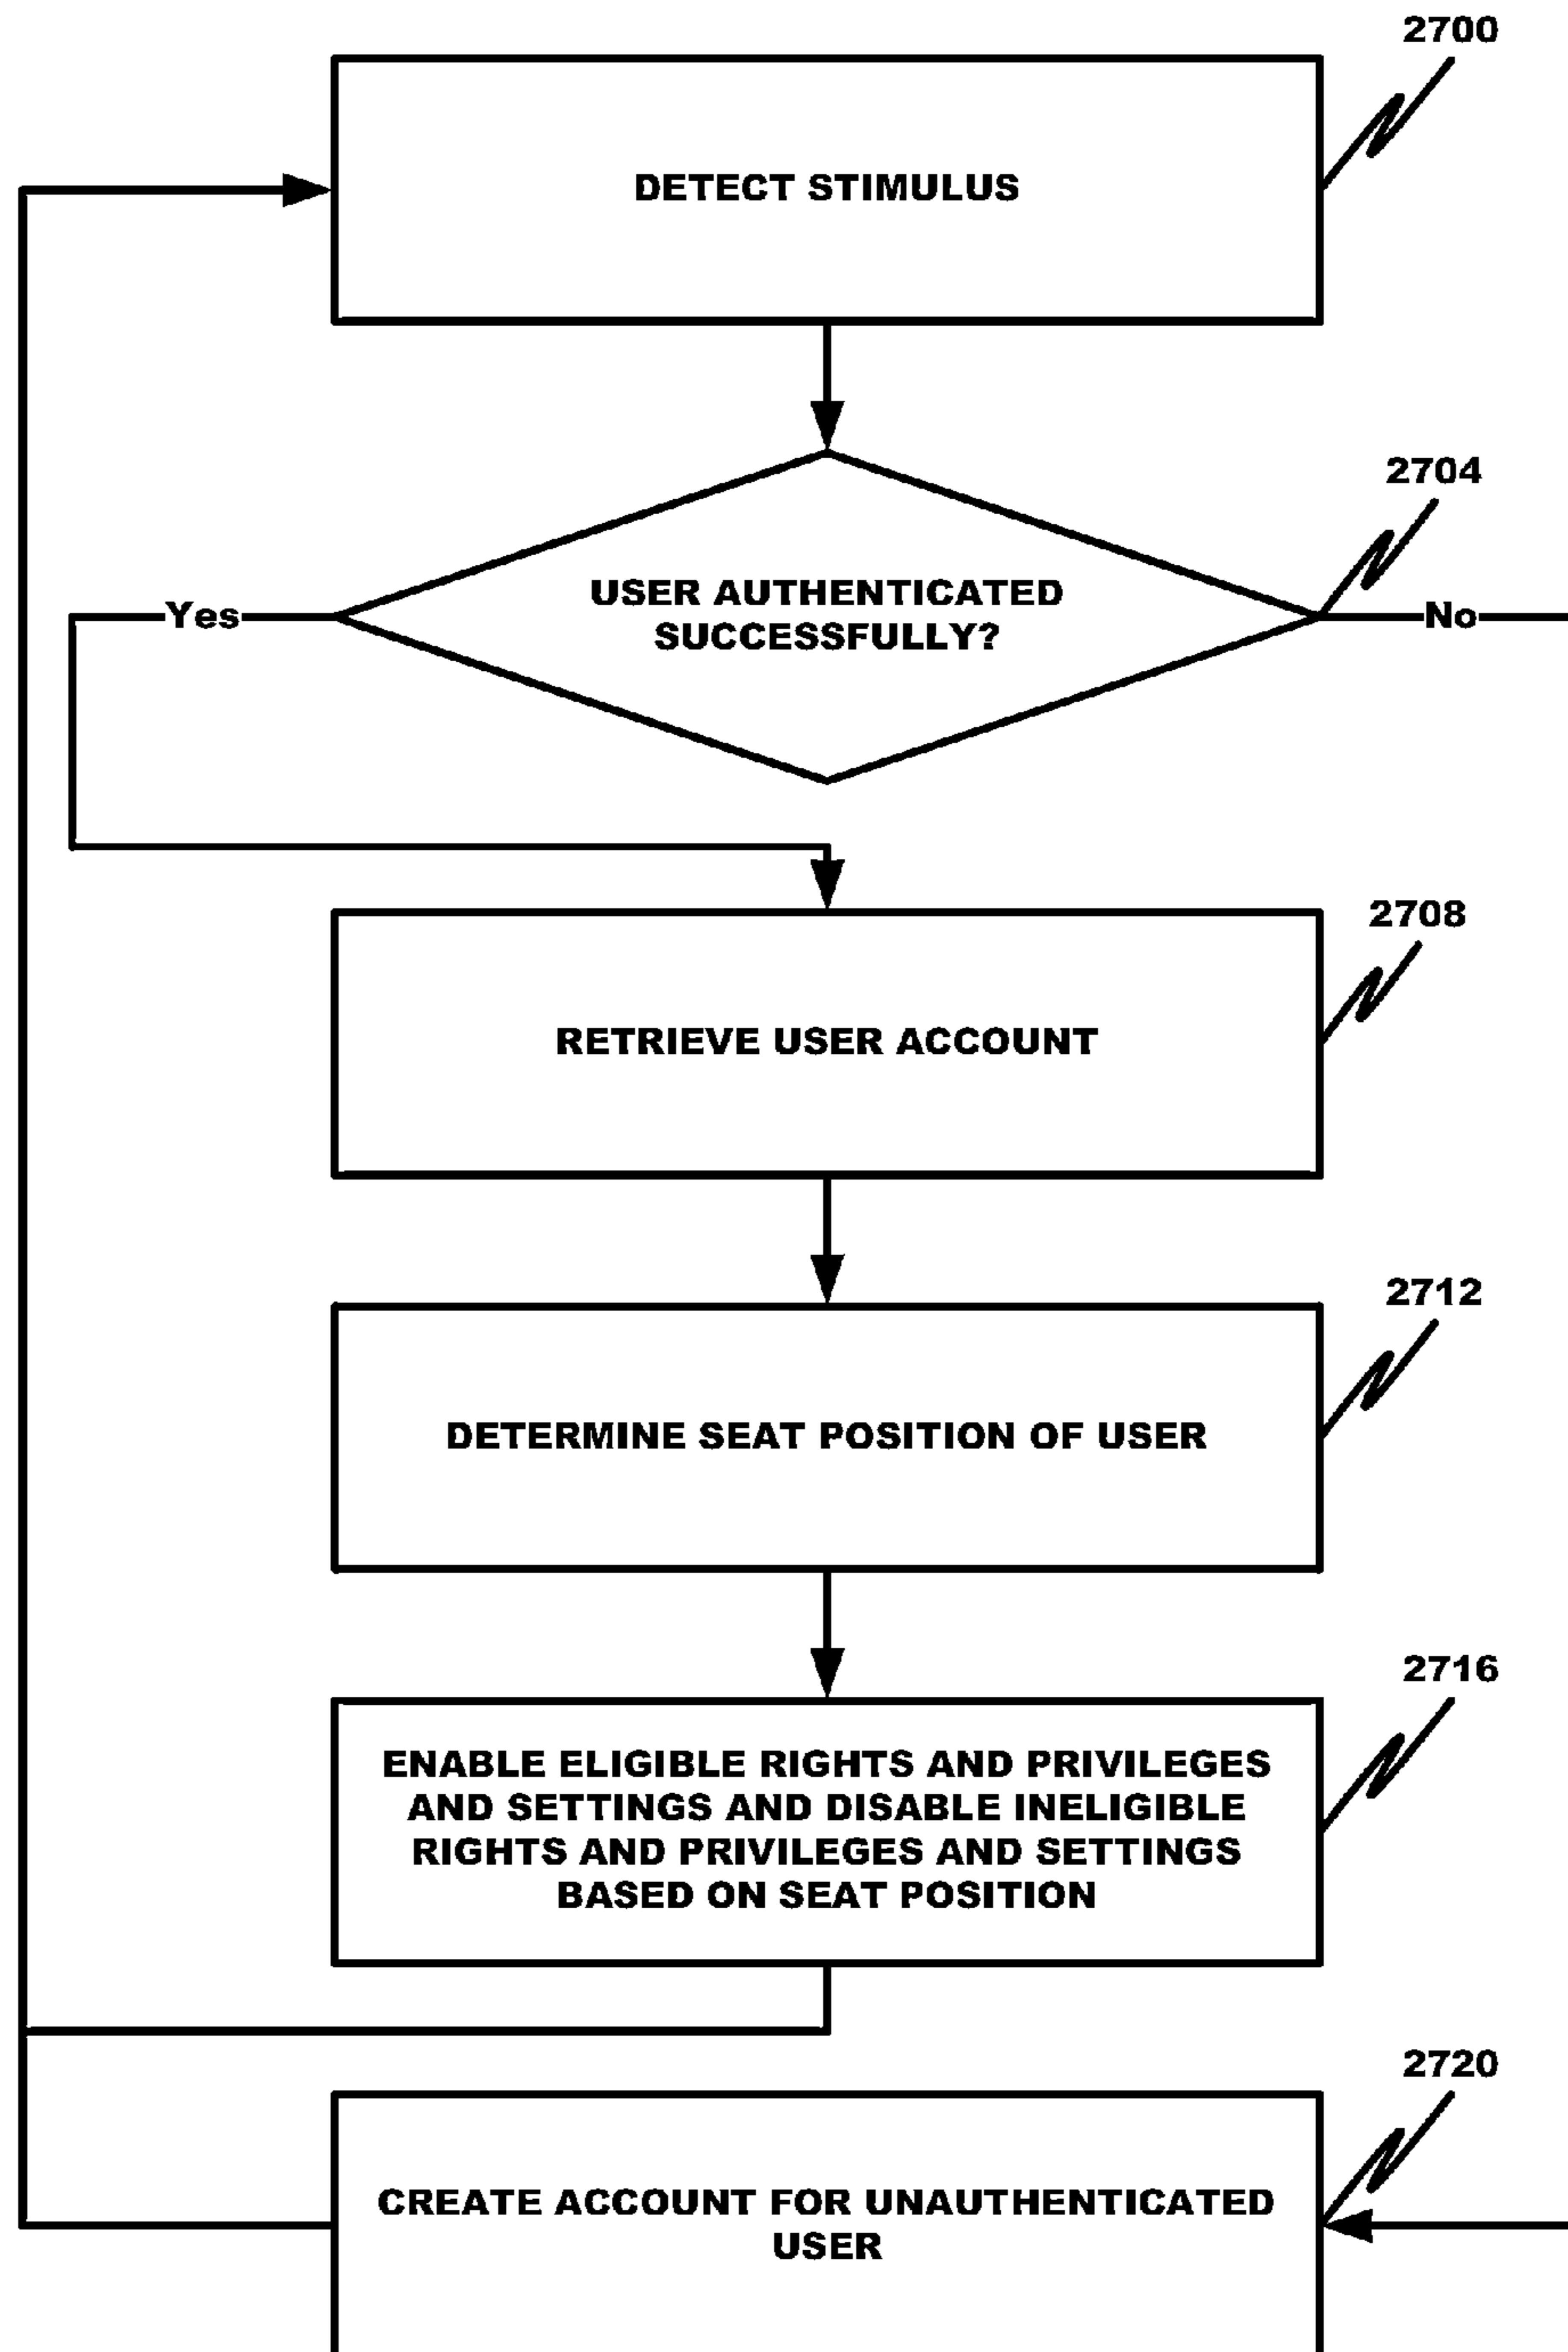 2700
DETECT STIMULUS
2704
USER AUTHENTICATED
SUCCESSFULLY?
Yes
No
2708
RETRIEVE USER ACCOUNT
2712
DETERMINE SEAT POSITION OF USER
2716
ENABLE ELIGIBLE RIGHTS AND PRIVILEGES
AND SETTINGS AND DISABLE INELIGIBLE
RIGHTS AND PRIVILEGES AND SETTINGS
BASED ON SEAT POSITION
2720
CREATE ACCOUNT FOR UNAUTHENTICATED
USER